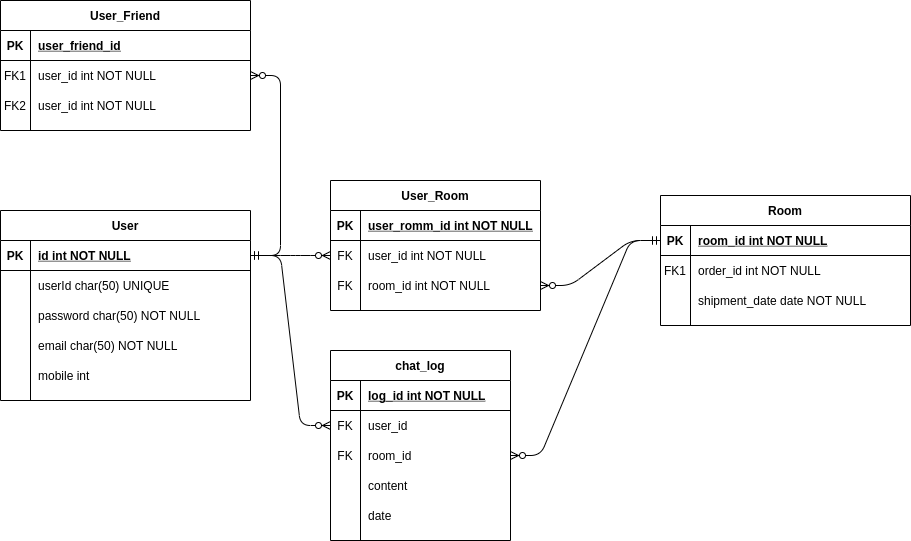 User_Friend
PK user_friend_id
FK1 user_id int NOT NULL
FK2 user_id int NOT NULL
User
PK id int NOT NULL
userId char(50) UNIQUE
password char(50) NOT NULL
email char(50) NOT NULL
mobile int
User_Room
PK user_romm_id int NOT NULL
FK user_id int NOT NULL
FK room_id int NOT NULL
chat_log
PK log_id int NOT NULL
FK user_id
FK room_id
content
date
Room
PK room_id int NOT NULL
FK1 order_id int NOT NULL
shipment_date date NOT NULL